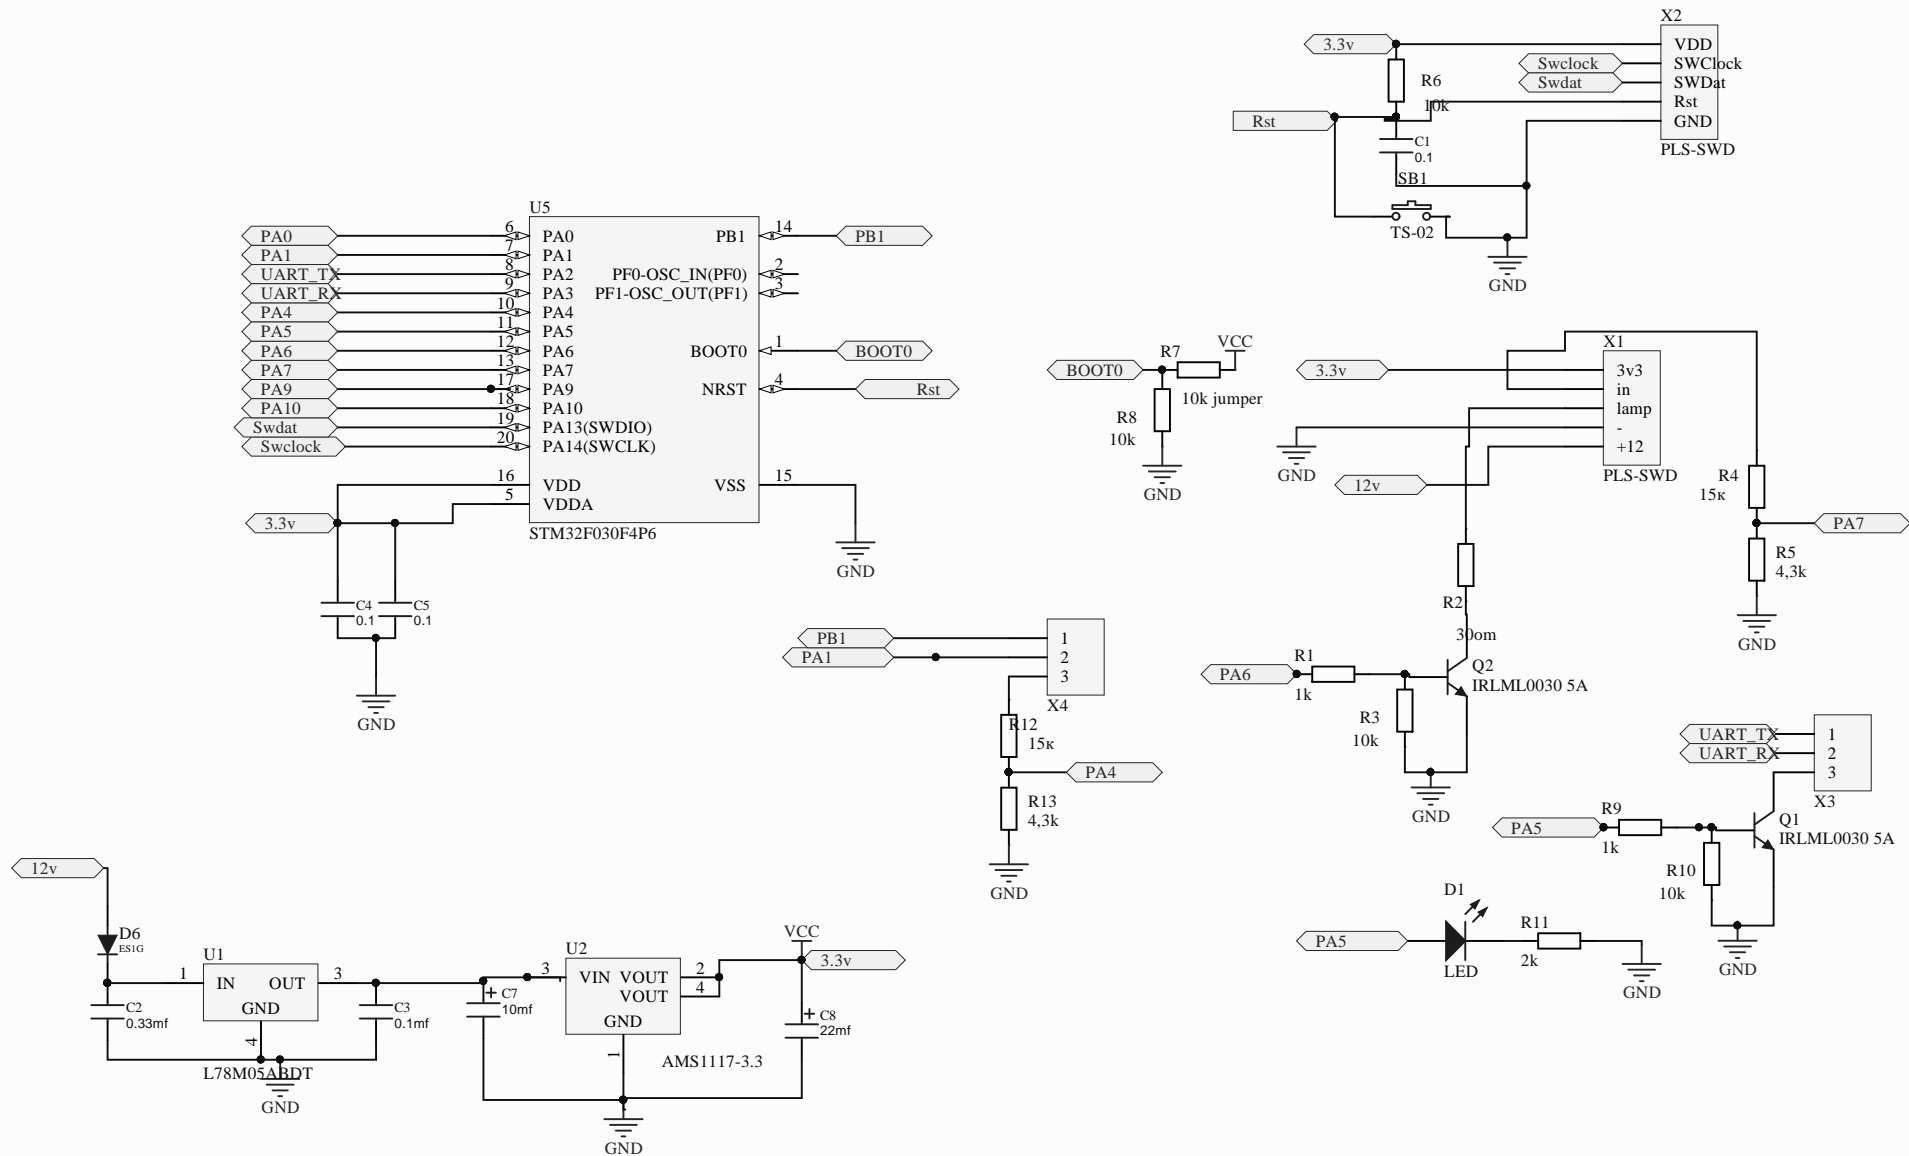 X2
3.3v
VDD
Swclock
SWClock
Swdat
SWDat
R6
10k
Rst
Rst
GND
C1
0.1
PLS-SWD
SB1
TS-02
GND
U5
PA0 6 PA0
PB1 14 PB1
PA1 7 PA1
UART_TX 8 PA2
PF0-OSC_IN(PF0) 2
UART_RX 9 PA3
PF1-OSC_OUT(PF1) 3
PA4 10 PA4
PA5 11 PA5
PA6 12 PA6
BOOT0 1 BOOT0
PA7 13 PA7
PA9 17 PA9
NRST 4 Rst
PA10 18 PA10
Swdat 19 PA13(SWDIO)
Swclock 20 PA14(SWCLK)
16 VDD
VSS 15
5 VDDA
3.3v
STM32F030F4P6
GND
C4
0.1
C5
0.1
GND
BOOT0
R7
VCC
10k jumper
R8
10k
GND
X1
3.3v
3v3
in
lamp
-
+12
GND
12v
PLS-SWD
R4
15к
PA7
R5
4,3k
GND
R2
30om
PA6
R1
1k
Q2
IRLML0030 5A
R3
10k
GND
PB1 1
PA1 2
3
X4
R12
15к
PA4
R13
4,3k
GND
UART_TX 1
UART_RX 2
3
X3
PA5
R9
1k
Q1
IRLML0030 5A
R10
10k
GND
PA5
D1
LED
R11
2k
GND
12v
D6
ES1G
U1
1 IN OUT 3
GND
4
L78M05ABDT
C2
0.33mf
C3
0.1mf
GND
C7
10mf
+
U2
3 VIN VOUT 2
VOUT 4
GND
1
AMS1117-3.3
VCC
3.3v
+
C8
22mf
GND